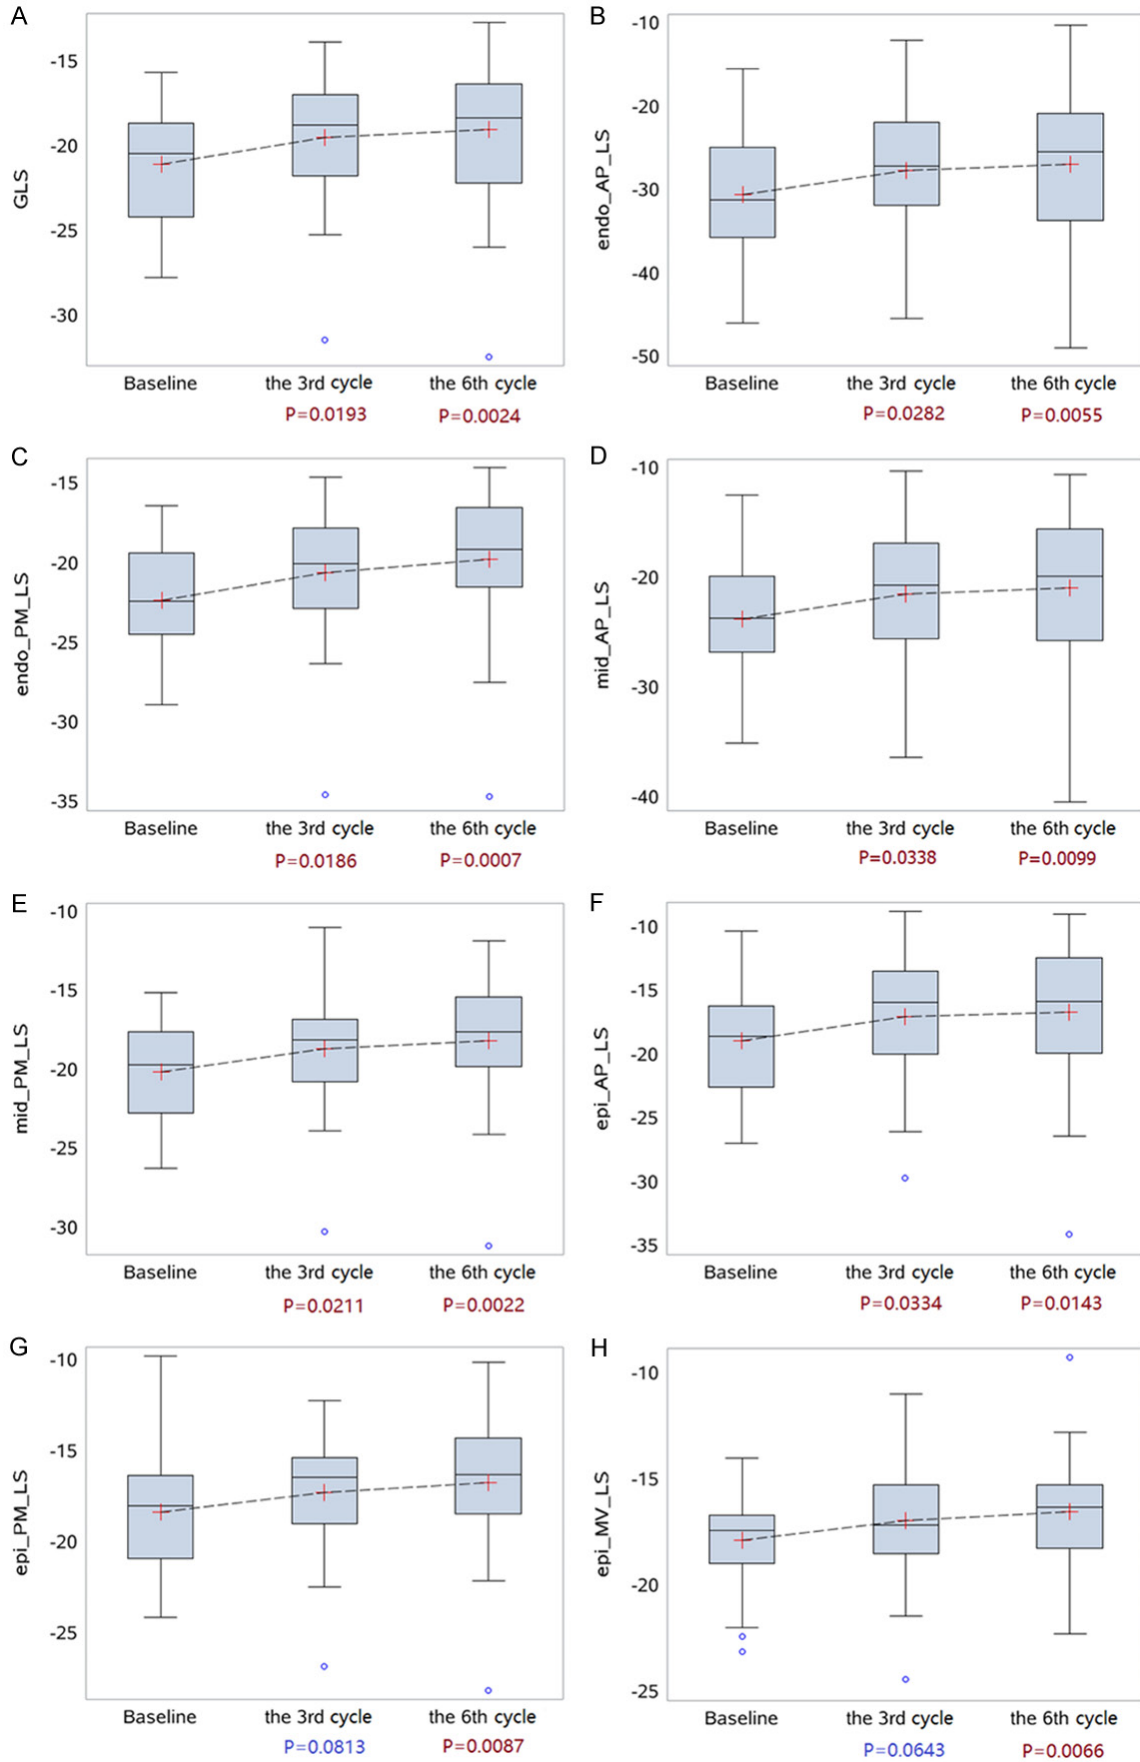 A
GLS
-15
-20
-25
-30
Baseline the 3rd cycle the 6th cycle
P=0.0193 P=0.0024
B
endo_AP_LS
-10
-20
-30
-40
-50
Baseline the 3rd cycle the 6th cycle
P=0.0282 P=0.0055
C
endo_PM_LS
-15
-20
-25
-30
-35
Baseline the 3rd cycle the 6th cycle
P=0.0186 P=0.0007
D
mid_AP_LS
-10
-20
-30
-40
Baseline the 3rd cycle the 6th cycle
P=0.0338 P=0.0099
E
mid_PM_LS
-10
-15
-20
-25
-30
Baseline the 3rd cycle the 6th cycle
P=0.0211 P=0.0022
F
epi_AP_LS
-10
-15
-20
-25
-30
-35
Baseline the 3rd cycle the 6th cycle
P=0.0334 P=0.0143
G
epi_PM_LS
-10
-15
-20
-25
Baseline the 3rd cycle the 6th cycle
P=0.0813 P=0.0087
H
epi_MV_LS
-10
-15
-20
-25
Baseline the 3rd cycle the 6th cycle
P=0.0643 P=0.0066